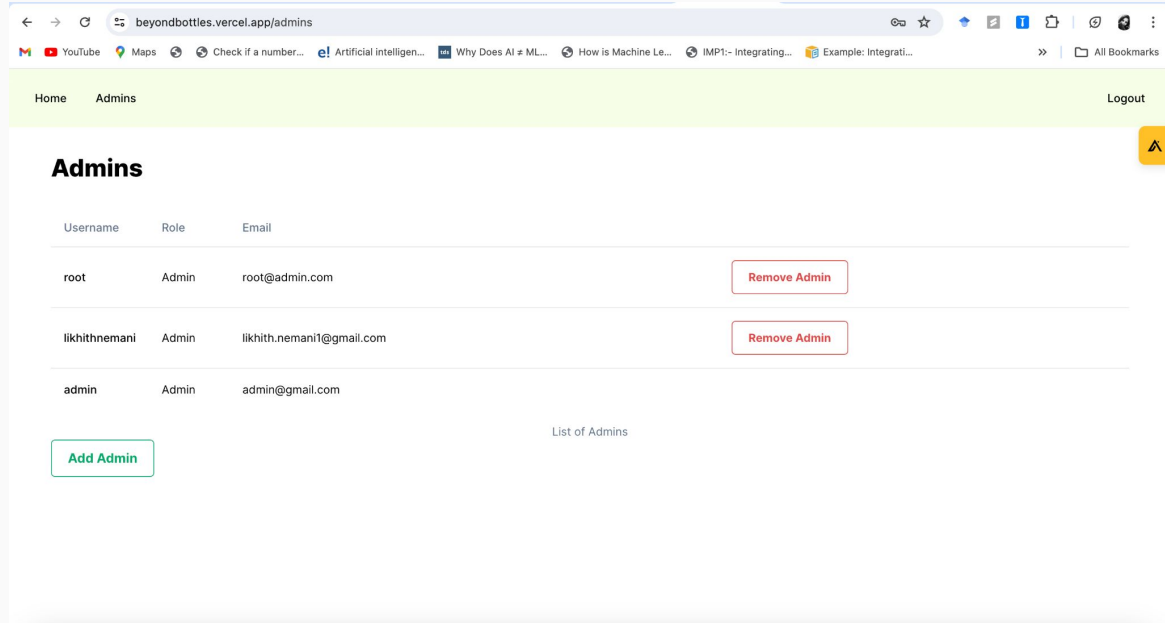 beyondbottles.vercel.app/admins
YouTube Maps Check if a number... e! Artificial intelligen... tds Why Does AI ≠ ML... How is Machine Le... IMP1:- Integrating... Example: Integrati... » All Bookmarks
Home Admins Logout
Admins
Username Role Email
root Admin root@admin.com Remove Admin
likhithnemani Admin likhith.nemani1@gmail.com Remove Admin
admin Admin admin@gmail.com
List of Admins
Add Admin